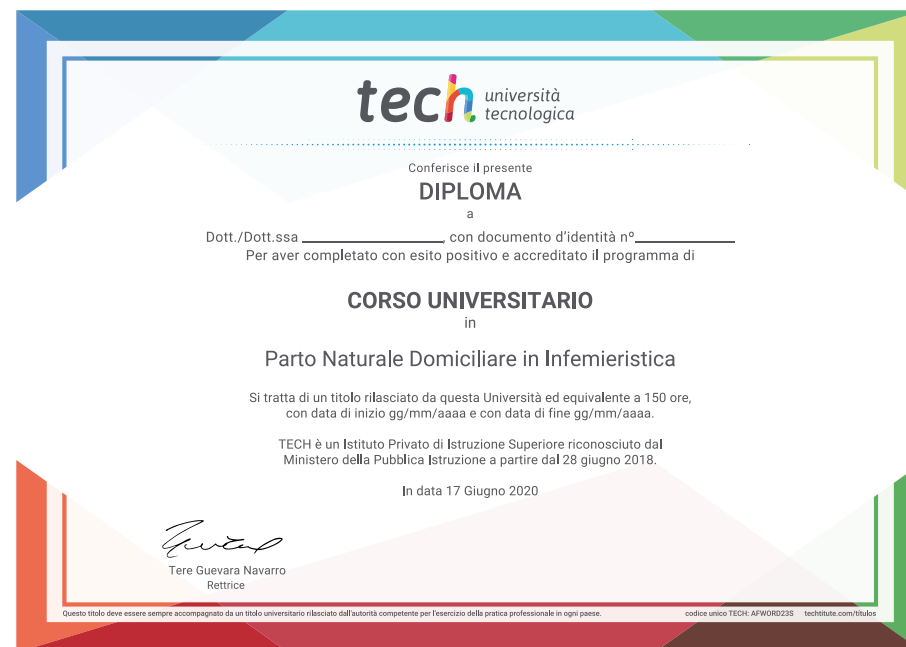 tech università
tecnologica
Conferisce il presente
DIPLOMA
a
Dott./Dott.ssa ____________________, con documento d'identità nº______________
Per aver completato con esito positivo e accreditato il programma di
CORSO UNIVERSITARIO
in
Parto Naturale Domiciliare in Infemieristica
Si tratta di un titolo rilasciato da questa Università ed equivalente a 150 ore,
con data di inizio gg/mm/aaaa e con data di fine gg/mm/aaaa.
TECH è un Istituto Privato di Istruzione Superiore riconosciuto dal
Ministero della Pubblica Istruzione a partire dal 28 giugno 2018.
In data 17 Giugno 2020
Tere Guevara Navarro
Rettrice
Questo titolo deve essere sempre accompagnato da un titolo universitario rilasciato dall'autorità competente per l'esercizio della pratica professionale in ogni paese. codice unico TECH: AFWORD23S techtitute.com/títulos